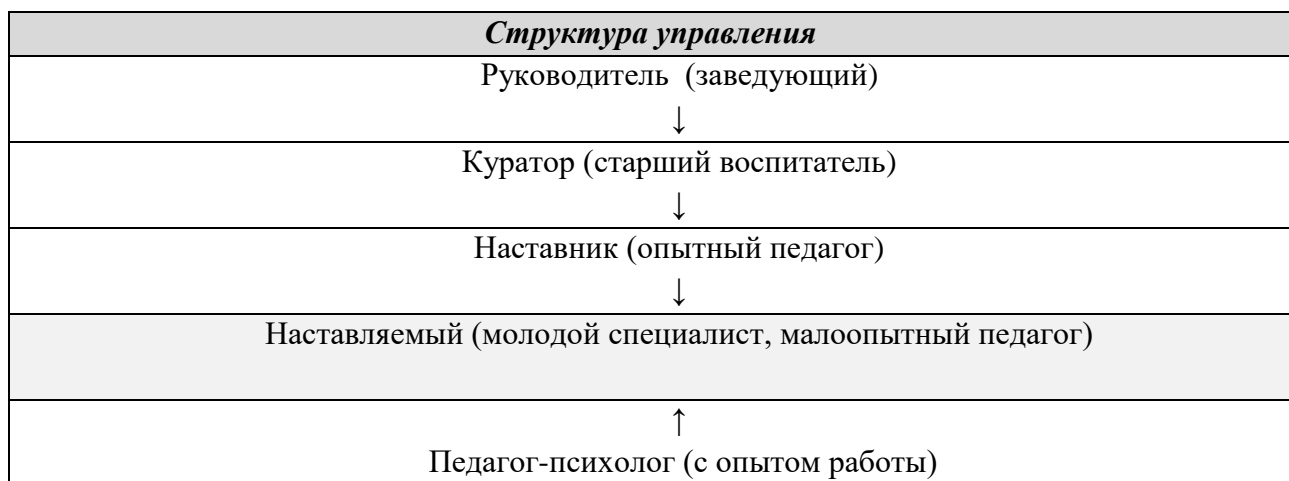 Структура управления
Руководитель (заведующий)
↓
Куратор (старший воспитатель)
↓
Наставник (опытный педагог)
↓
Наставляемый (молодой специалист, малоопытный педагог)
↑
Педагог-психолог (с опытом работы)